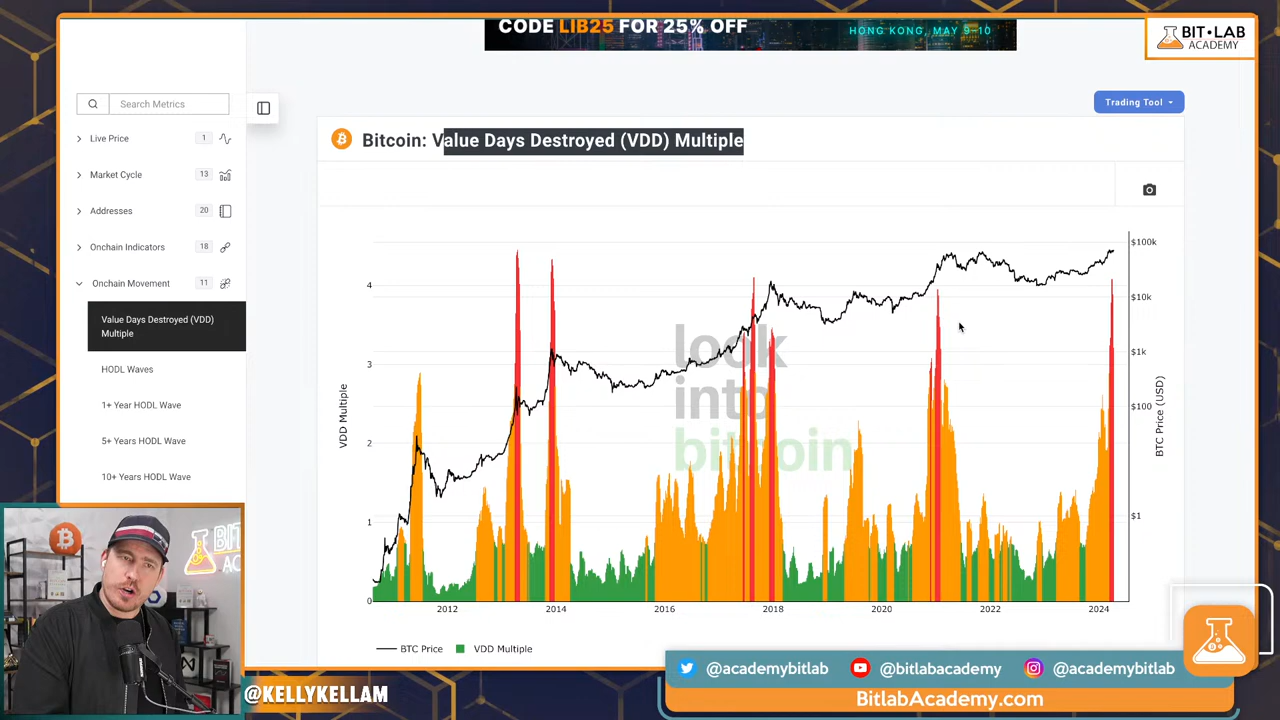 CODE LIB25 FOR 25% OFF
HONG KONG, MAY 9-10
BIT•LAB
ACADEMY
Search Metrics
Trading Tool
Live Price 1
Market Cycle 13
Addresses 20
Onchain Indicators 18
Onchain Movement 11
Value Days Destroyed (VDD)
Multiple
HODL Waves
1+ Year HODL Wave
5+ Years HODL Wave
10+ Years HODL Wave
Bitcoin: Value Days Destroyed (VDD) Multiple
look
into
bitcoin
VDD Multiple
4
3
2
1
0
$100k
$10k
$1k
$100
$1
BTC Price (USD)
2012 2014 2016 2018 2020 2022 2024
BTC Price VDD Multiple
BIT
AC
@KELLYKELLAM
@academybitlab @bitlabacademy @academybitlab
BitlabAcademy.com